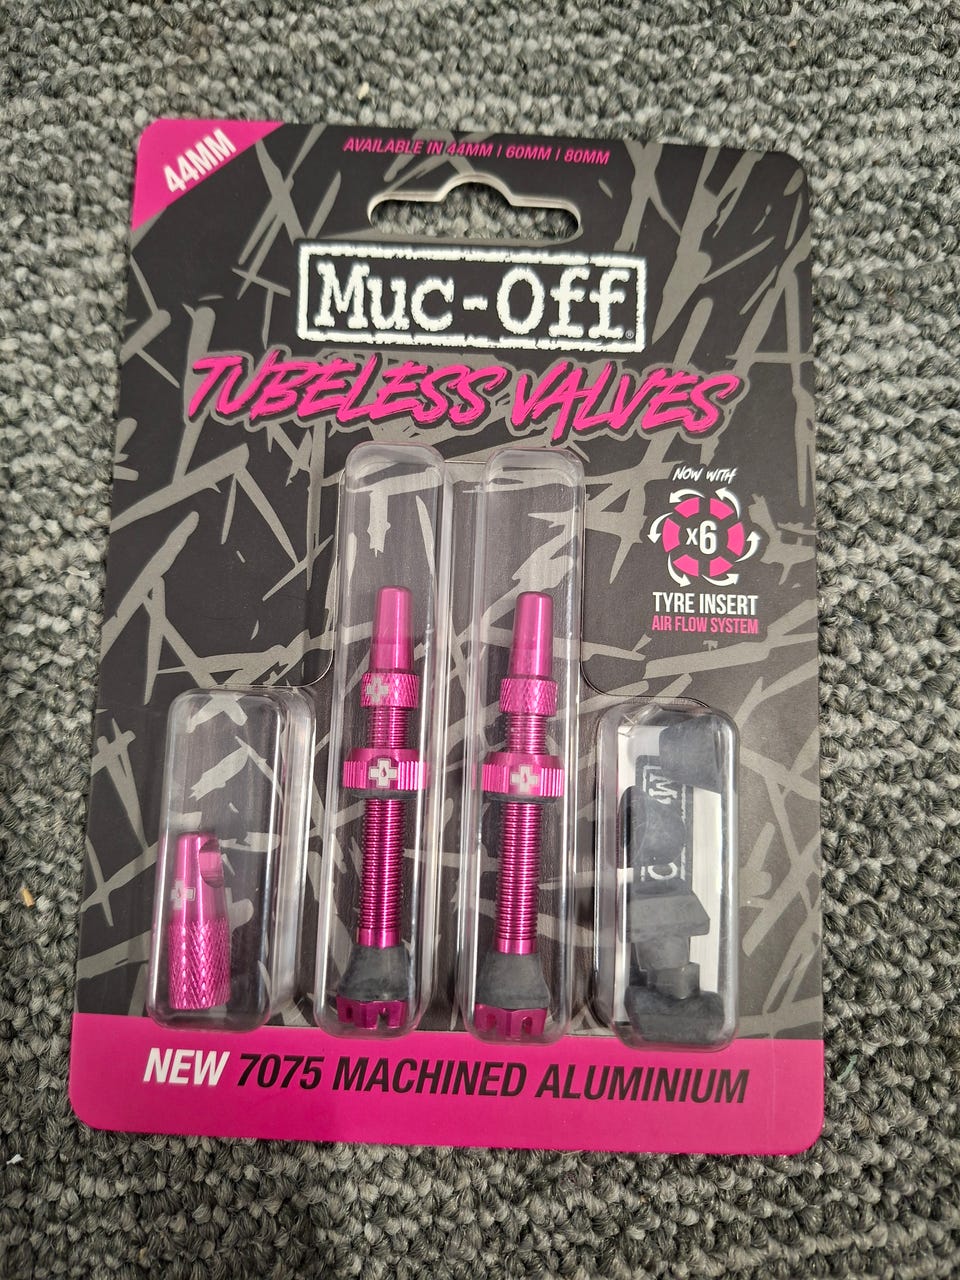 44MM
AVAILABLE IN 44MM | 60MM | 80MM
Muc-Off
TUBELESS VALVES
NOW WITH
x6
TYRE INSERT
AIR FLOW SYSTEM
NEW 7075 MACHINED ALUMINIUM